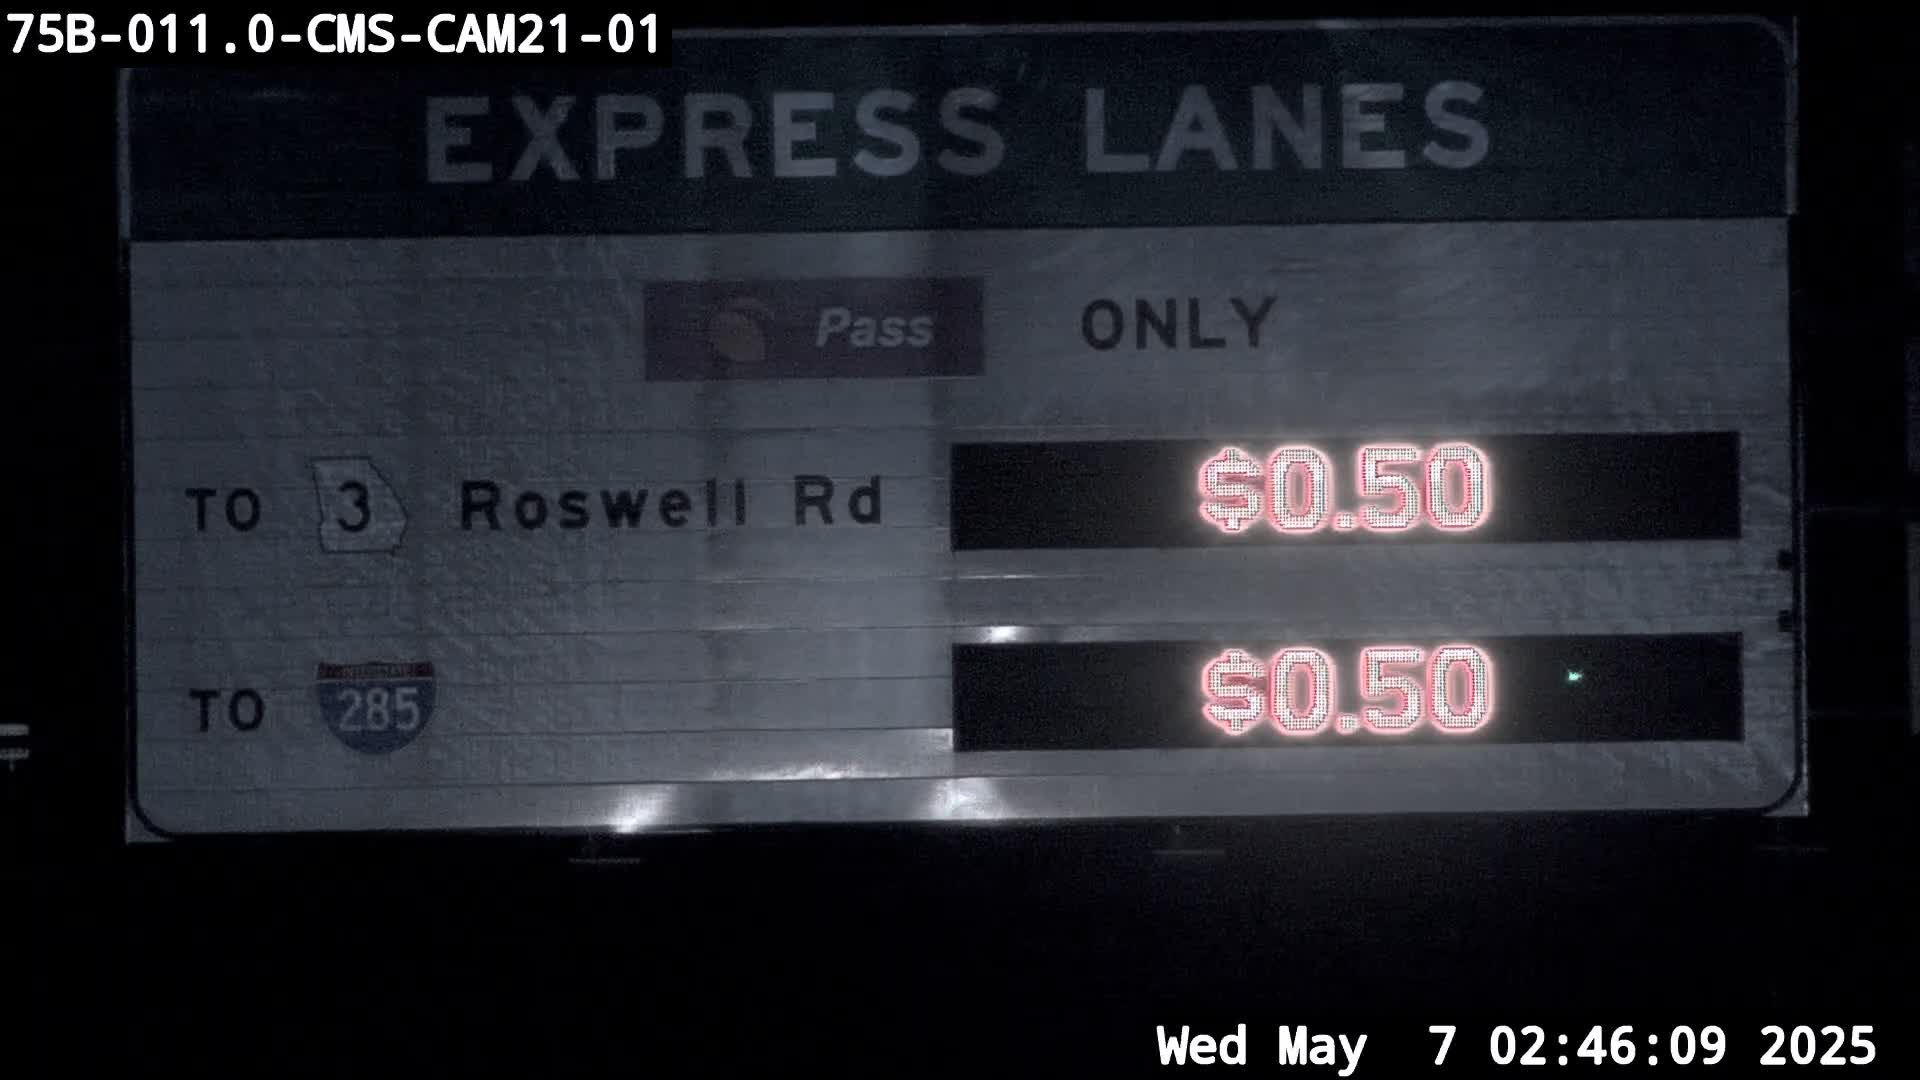 75B-011.0-CMS-CAM21-01
EXPRESS LANES
Pass ONLY
TO 3 Roswell Rd $0.50
TO 285 $0.50
Wed May 7 02:46:09 2025